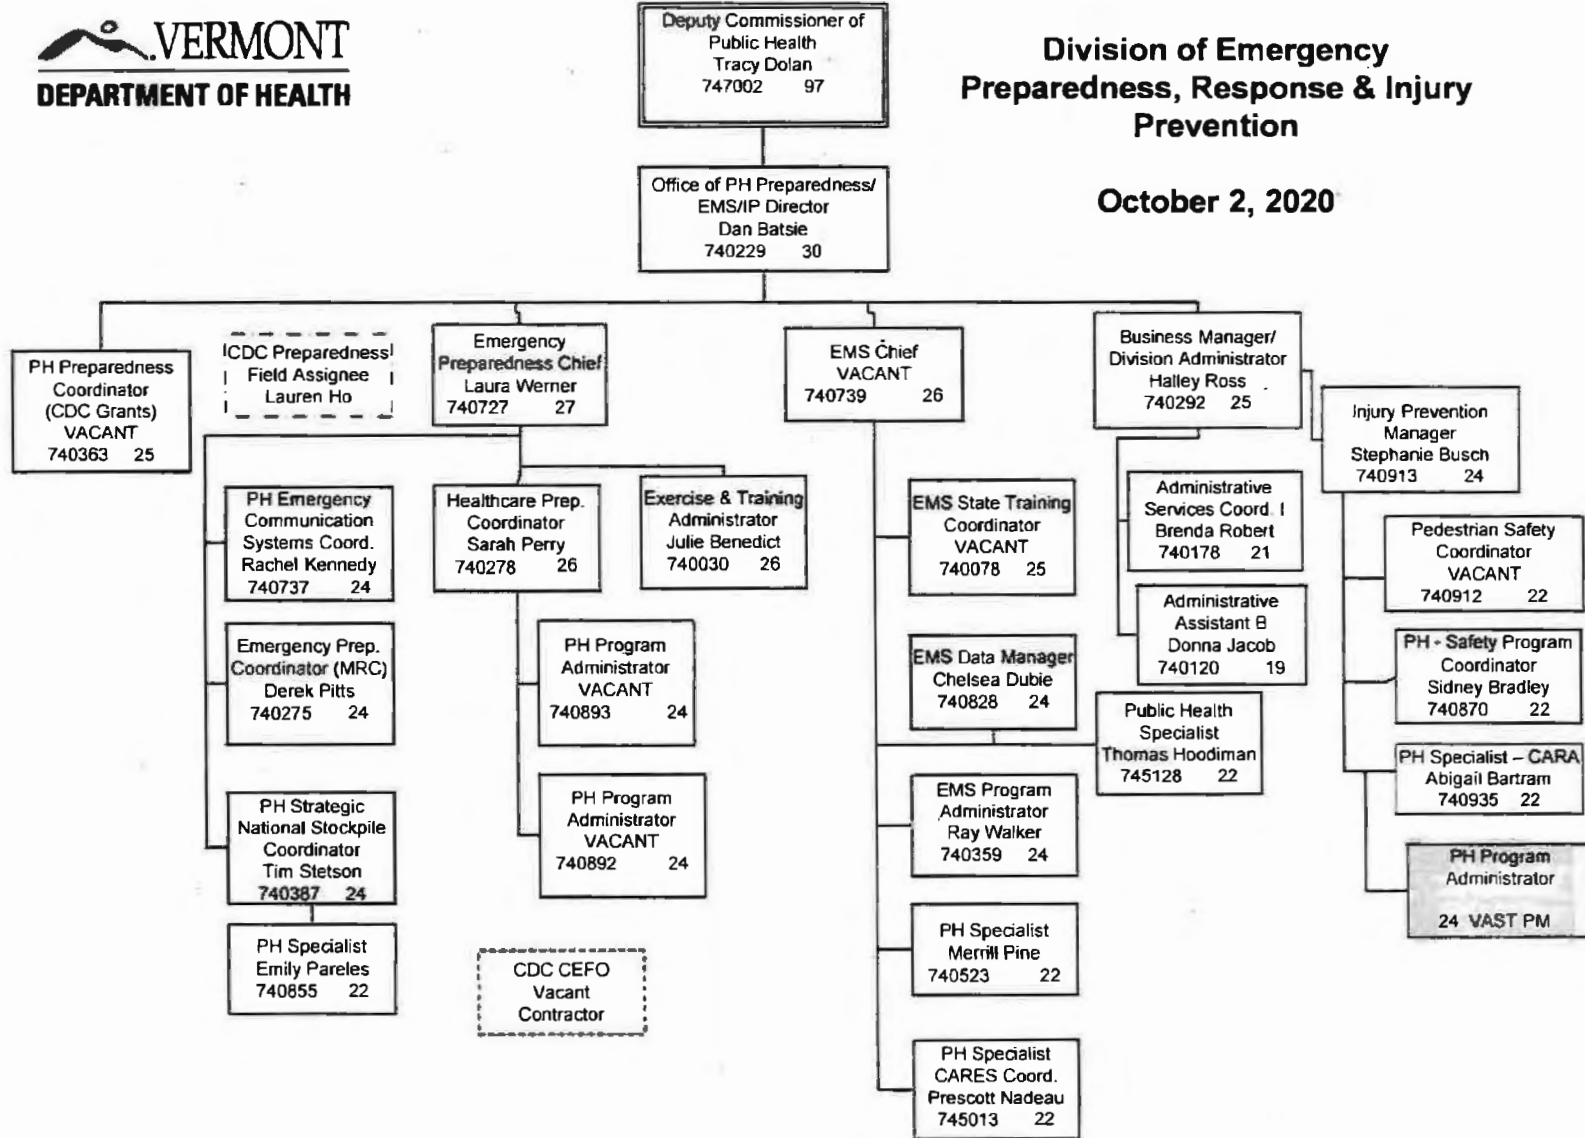 VERMONT
DEPARTMENT OF HEALTH
Deputy Commissioner of
Public Health
Tracy Dolan
747002 97
Division of Emergency
Preparedness, Response & Injury
Prevention
October 2, 2020
Office of PH Preparedness/
EMS/IP Director
Dan Batsie
740229 30
PH Preparedness
Coordinator
(CDC Grants)
VACANT
740363 25
CDC Preparedness
Field Assignee
Lauren Ho
Emergency
Preparedness Chief
Laura Werner
740727 27
EMS Chief
VACANT
740739 26
Business Manager/
Division Administrator
Halley Ross
740292 25
Injury Prevention
Manager
Stephanie Busch
740913 24
PH Emergency
Communication
Systems Coord.
Rachel Kennedy
740737 24
Healthcare Prep.
Coordinator
Sarah Perry
740278 26
Exercise & Training
Administrator
Julie Benedict
740030 26
EMS State Training
Coordinator
VACANT
740078 25
Administrative
Services Coord. I
Brenda Robert
740178 21
Pedestrian Safety
Coordinator
VACANT
740912 22
Emergency Prep.
Coordinator (MRC)
Derek Pitts
740275 24
PH Program
Administrator
VACANT
740893 24
EMS Data Manager
Chelsea Dubie
740828 24
Administrative
Assistant B
Donna Jacob
740120 19
PH - Safety Program
Coordinator
Sidney Bradley
740870 22
Public Health
Specialist
Thomas Hoodiman
745128 22
PH Specialist – CARA
Abigail Bartram
740935 22
PH Strategic
National Stockpile
Coordinator
Tim Stetson
740387 24
PH Program
Administrator
VACANT
740892 24
EMS Program
Administrator
Ray Walker
740359 24
PH Program
Administrator
24 VAST PM
PH Specialist
Emily Pareles
740855 22
CDC CEFO
Vacant
Contractor
PH Specialist
Merrill Pine
740523 22
PH Specialist
CARES Coord.
Prescott Nadeau
745013 22